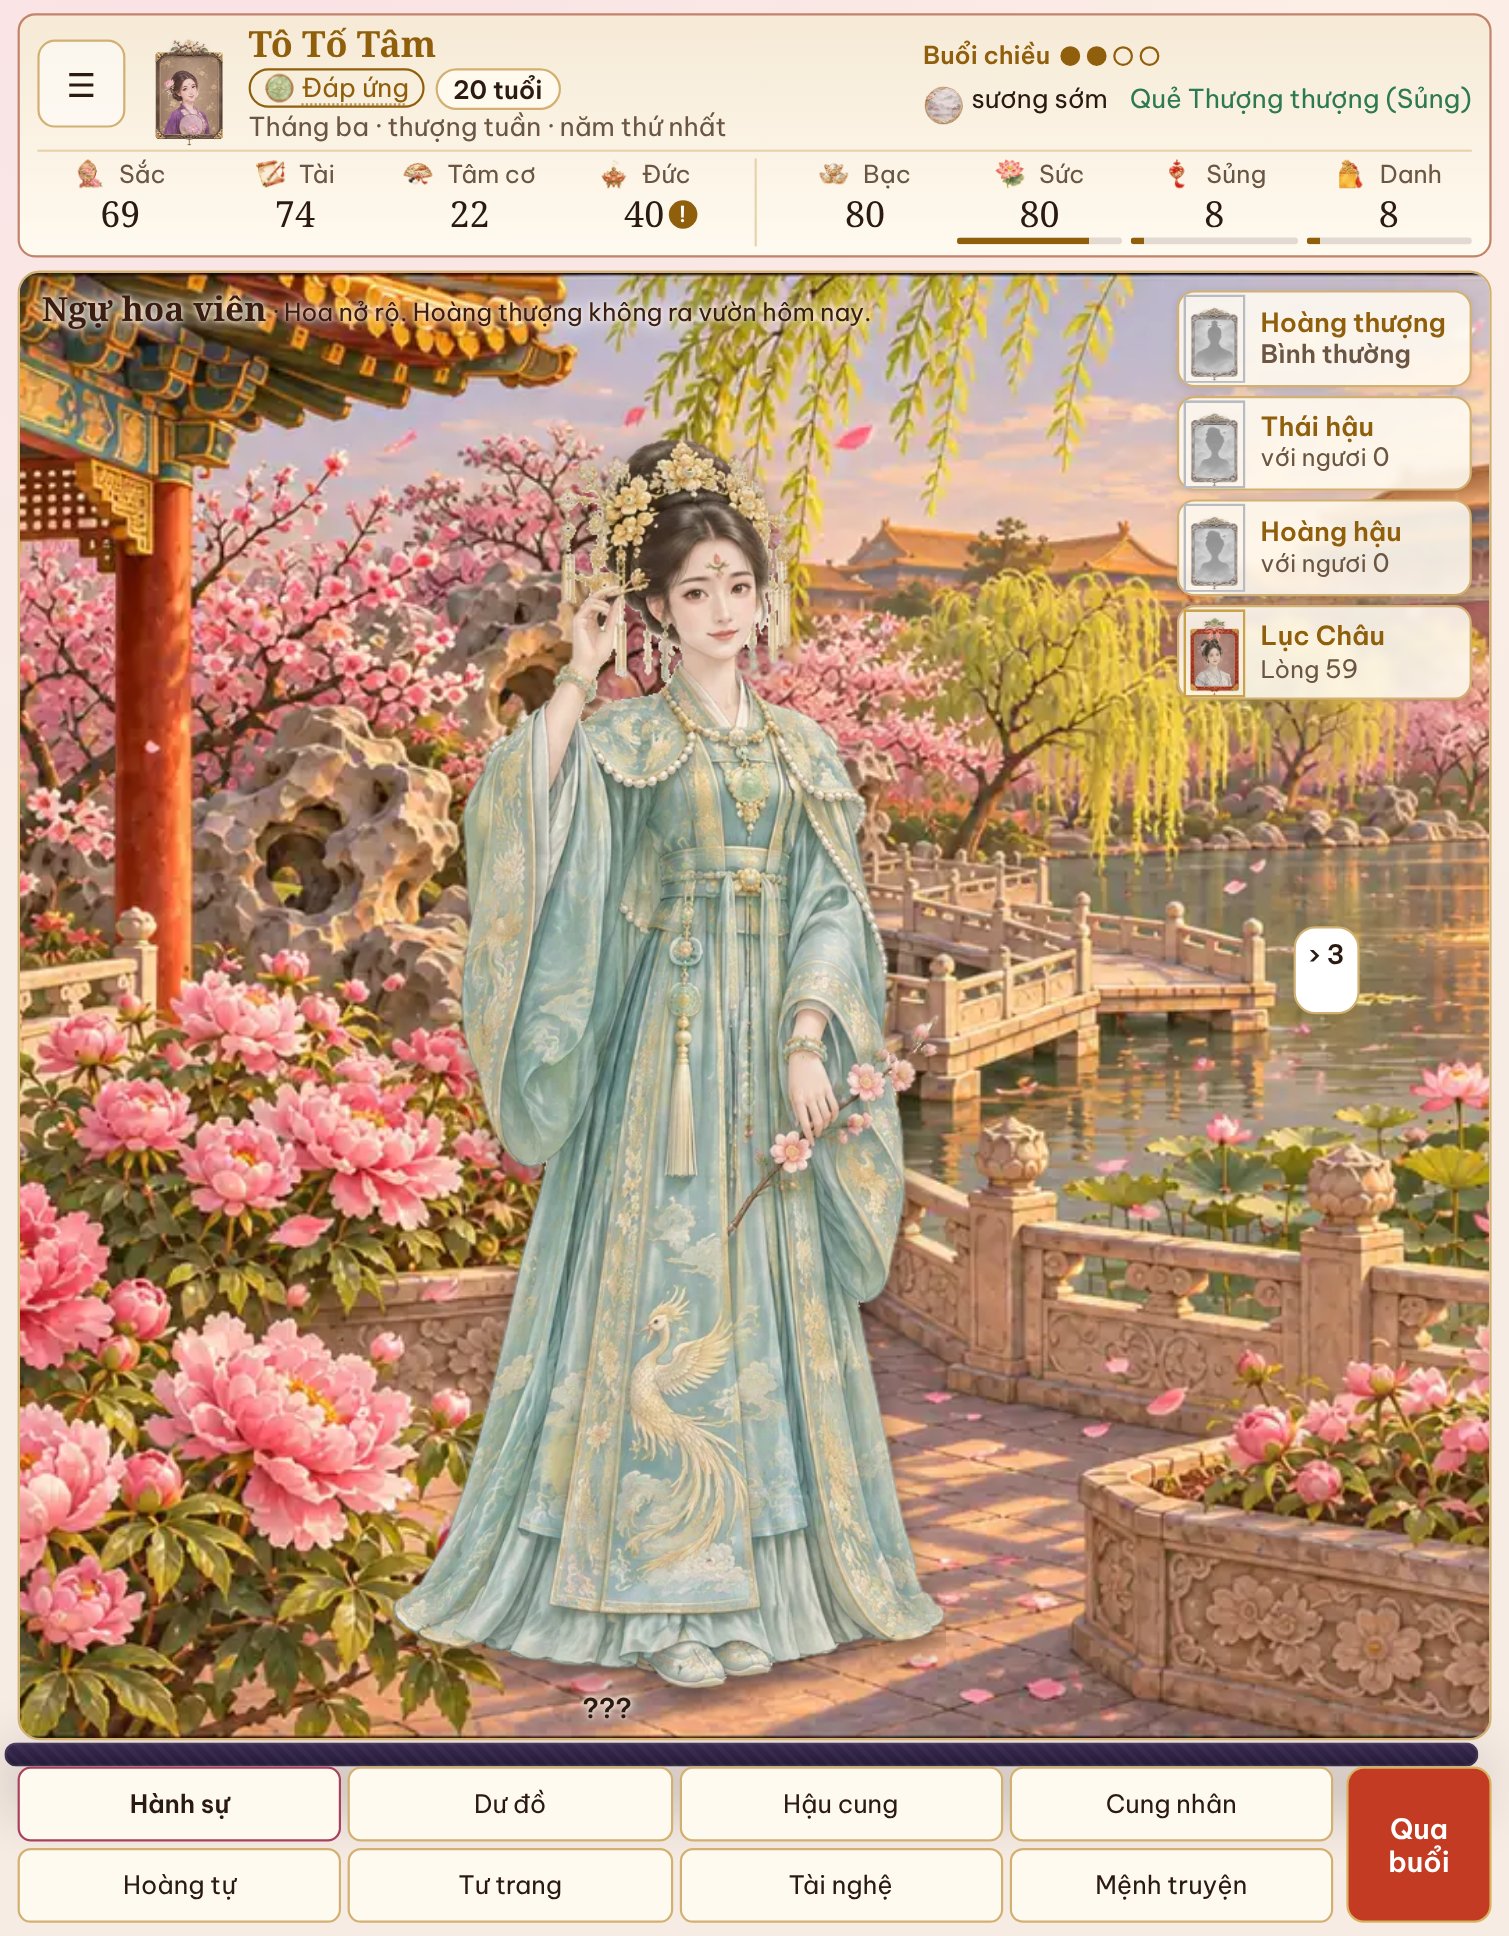 ☰
Tô Tố Tâm
Đáp ứng
20 tuổi
Tháng ba · thượng tuần · năm thứ nhất
Buổi chiều
sương sớm
Quẻ Thượng thượng (Sủng)
Sắc
69
Tài
74
Tâm cơ
22
Đức
40 !
Bạc
80
Sức
80
Sủng
8
Danh
8
Ngự hoa viên · Hoa nở rộ. Hoàng thượng không ra vườn hôm nay.
Hoàng thượng
Bình thường
Thái hậu
với ngươi 0
Hoàng hậu
với ngươi 0
Lục Châu
Lòng 59
› 3
???
Hành sự
Dư đồ
Hậu cung
Cung nhân
Hoàng tự
Tư trang
Tài nghệ
Mệnh truyện
Qua
buổi